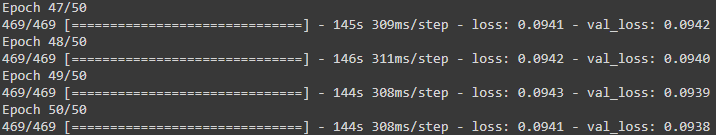 Epoch 47/50
469/469 [==============================] - 145s 309ms/step - loss: 0.0941 - val_loss: 0.0942
Epoch 48/50
469/469 [==============================] - 146s 311ms/step - loss: 0.0942 - val_loss: 0.0940
Epoch 49/50
469/469 [==============================] - 144s 308ms/step - loss: 0.0943 - val_loss: 0.0939
Epoch 50/50
469/469 [==============================] - 144s 308ms/step - loss: 0.0941 - val_loss: 0.0938